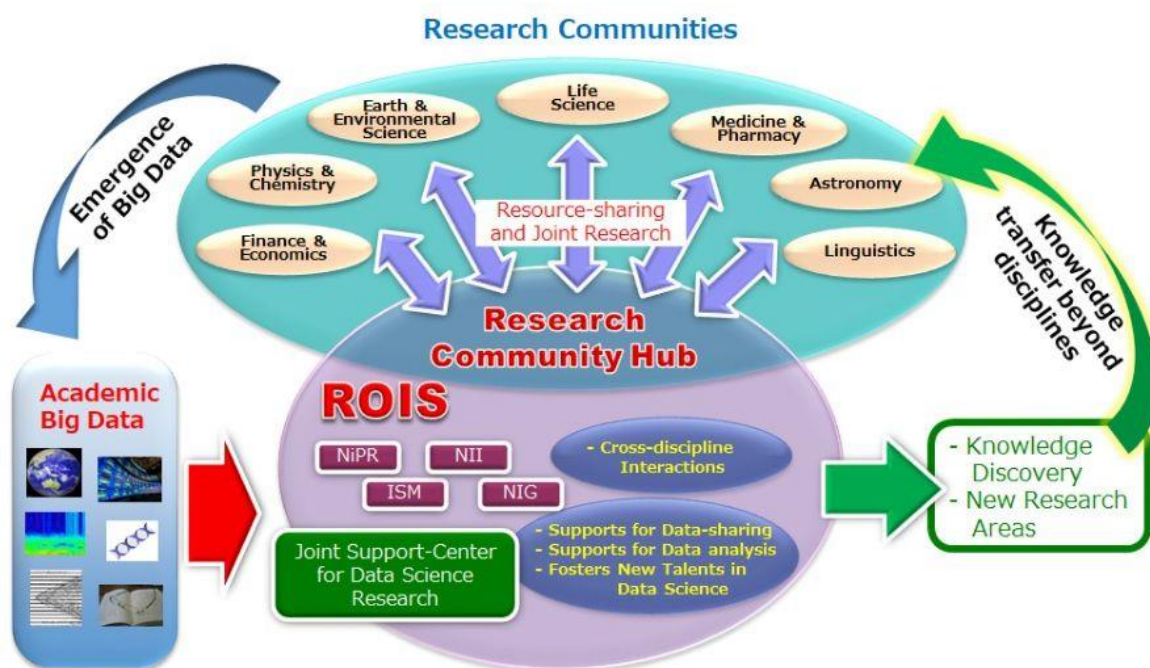 Research Communities
Emergence
of Big Data
Life
Science
Earth &
Environmental
Science
Medicine &
Pharmacy
Physics &
Chemistry
Astronomy
Finance &
Economics
Linguistics
Resource-sharing
and Joint Research
Knowledge
transfer beyond
disciplines
Research
Community Hub
Academic
Big Data
ROIS
NiPR
NII
ISM
NIG
- Cross-discipline
Interactions
- Supports for Data-sharing
- Supports for Data analysis
- Fosters New Talents in
Data Science
Joint Support-Center
for Data Science
Research
- Knowledge
Discovery
- New Research
Areas